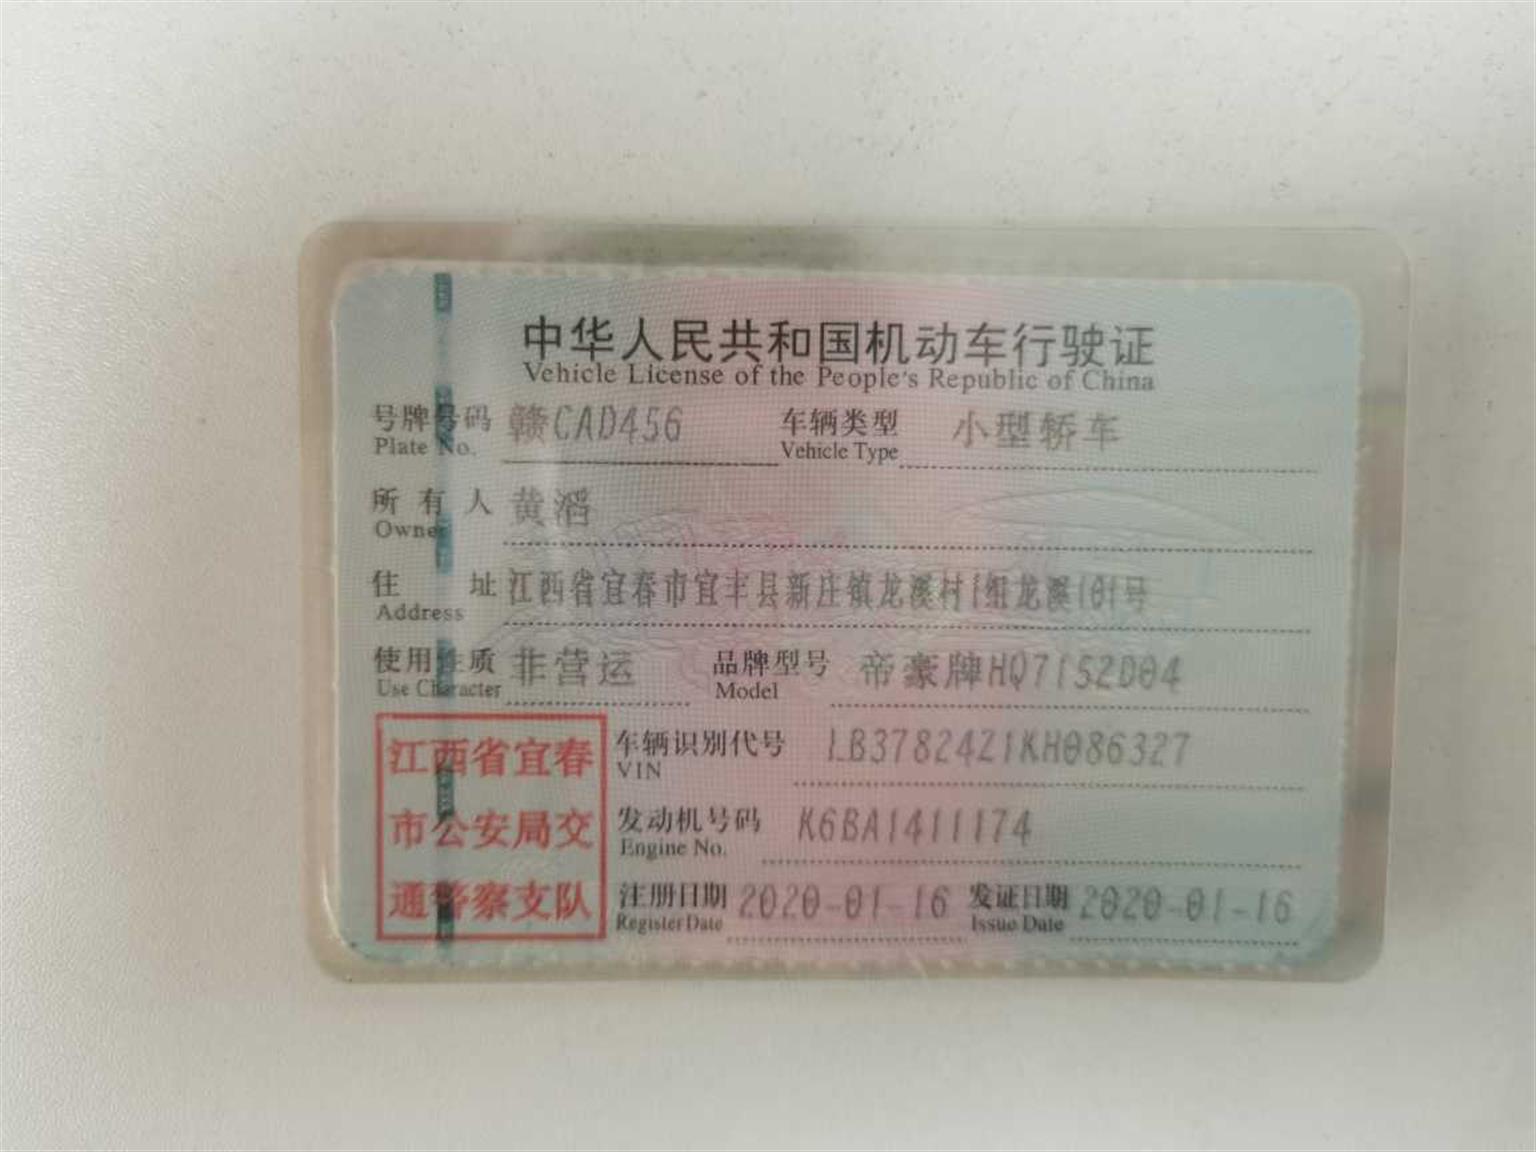 中华人民共和国机动车行驶证
Vehicle License of the People's Republic of China
号牌号码 赣CAD456 车辆类型 小型轿车
Plate No. Vehicle Type
所有人 黄滔
Owner
住址 江西省宜春市宜丰县新庄镇龙溪村1组龙溪101号
Address
使用性质 非营运 品牌型号 帝豪牌HQ7152D04
Use Character Model
江西省宜春
市公安局交
通警察支队
车辆识别代号 LB37824Z1KH086327
VIN
发动机号码 K6BA1411174
Engine No.
注册日期 2020-01-16 发证日期 2020-01-16
Register Date Issue Date